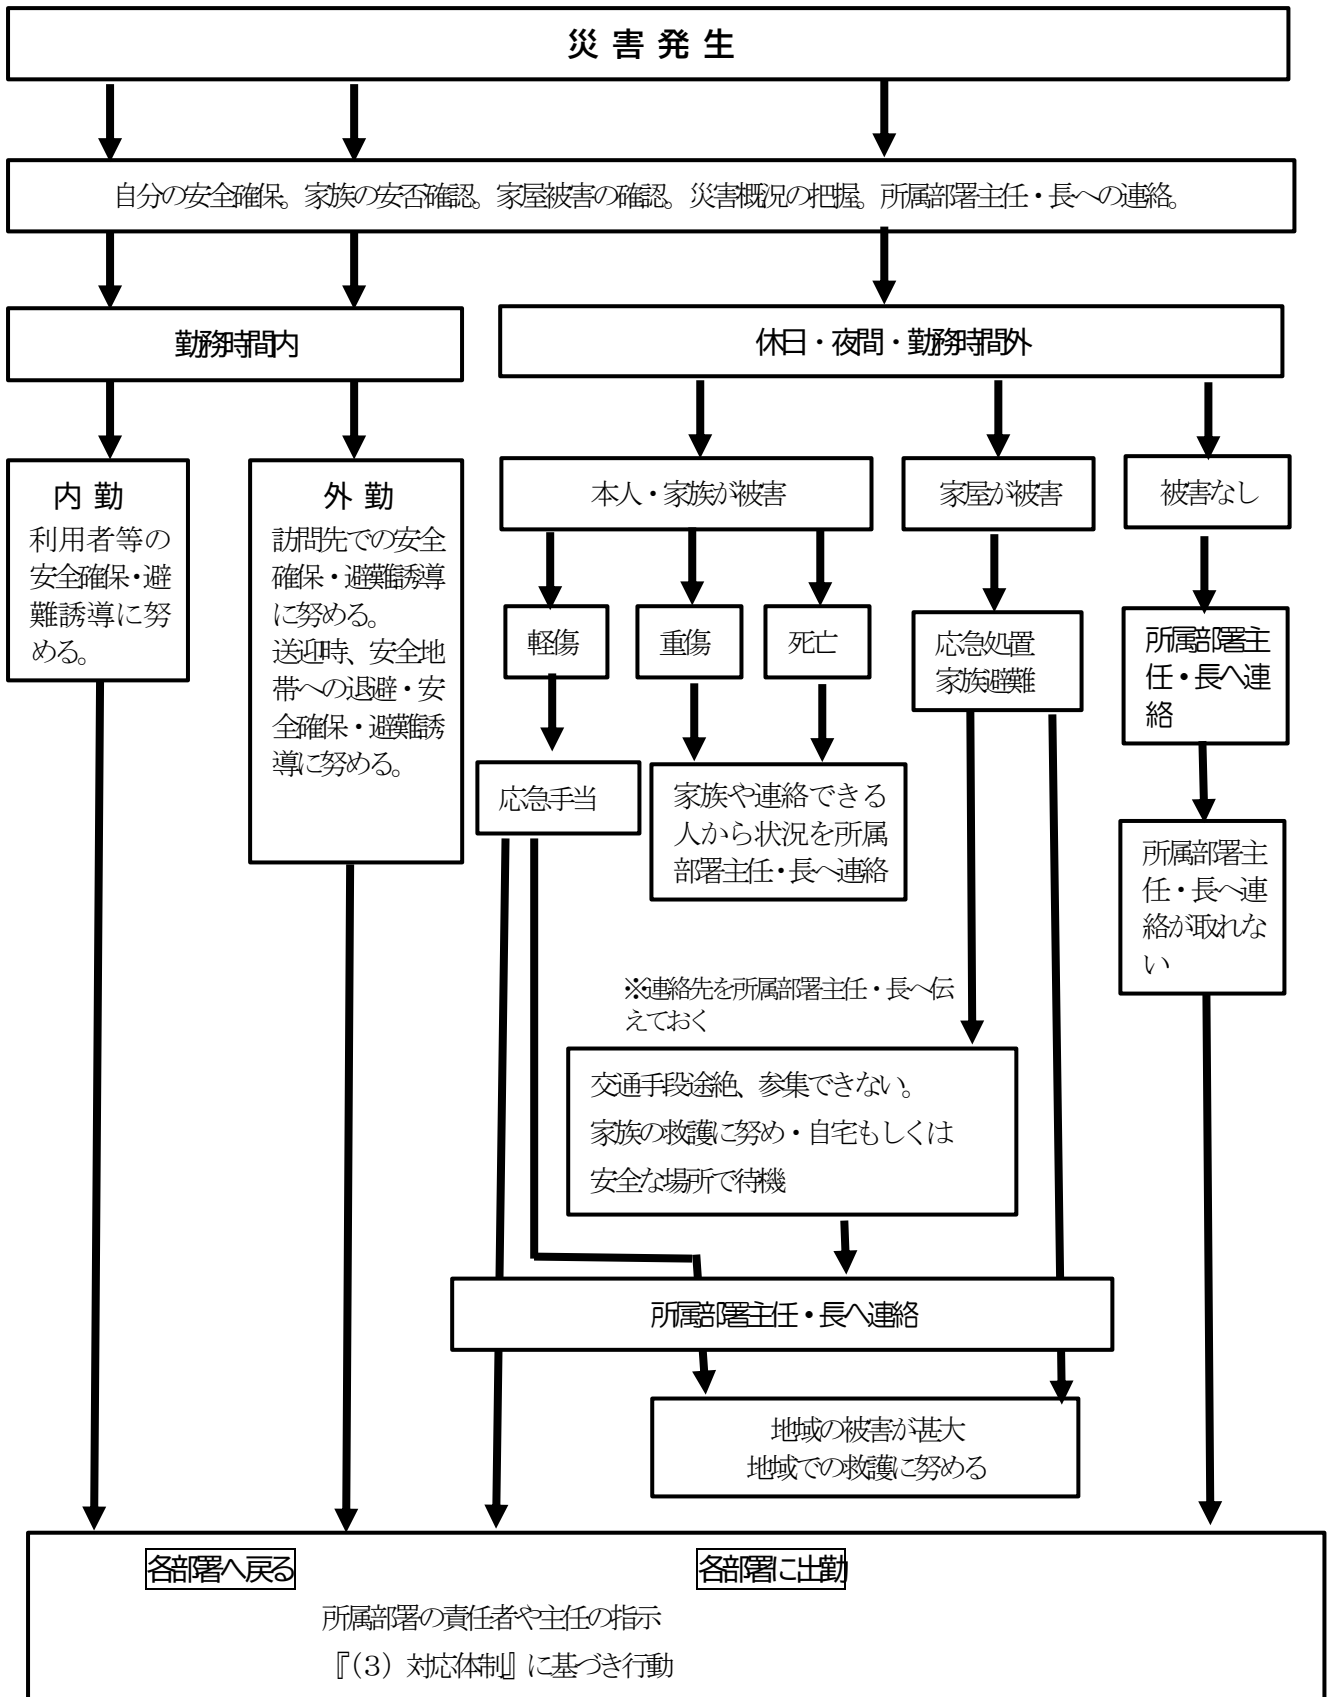 災 害 発 生
自分の安全確保。家族の安否確認。家屋被害の確認。災害概況の把握。所属部署主任・長への連絡。
勤務時間内
休日・夜間・勤務時間外
内 勤
利用者等の
安全確保・避
難誘導に努
める。
外 勤
訪問先での安全
確保・避難誘導
に努める。
送迎時、安全地
帯への退避・安
全確保・避難誘
導に努める。
本人・家族が被害
家屋が被害
被害なし
軽傷
重傷
死亡
応急処置
家族避難
所属部署主
任・長へ連
絡
応急手当
家族や連絡できる
人から状況を所属
部署主任・長へ連絡
所属部署主
任・長へ連
絡が取れな
い
※連絡先を所属部署主任・長へ伝
えておく
交通手段途絶、参集できない。
家族の救護に努め・自宅もしくは
安全な場所で待機
所属部署主任・長へ連絡
地域の被害が甚大
地域での救護に努める
各部署へ戻る
各部署に出勤
所属部署の責任者や主任の指示
『（３）対応体制』に基づき行動